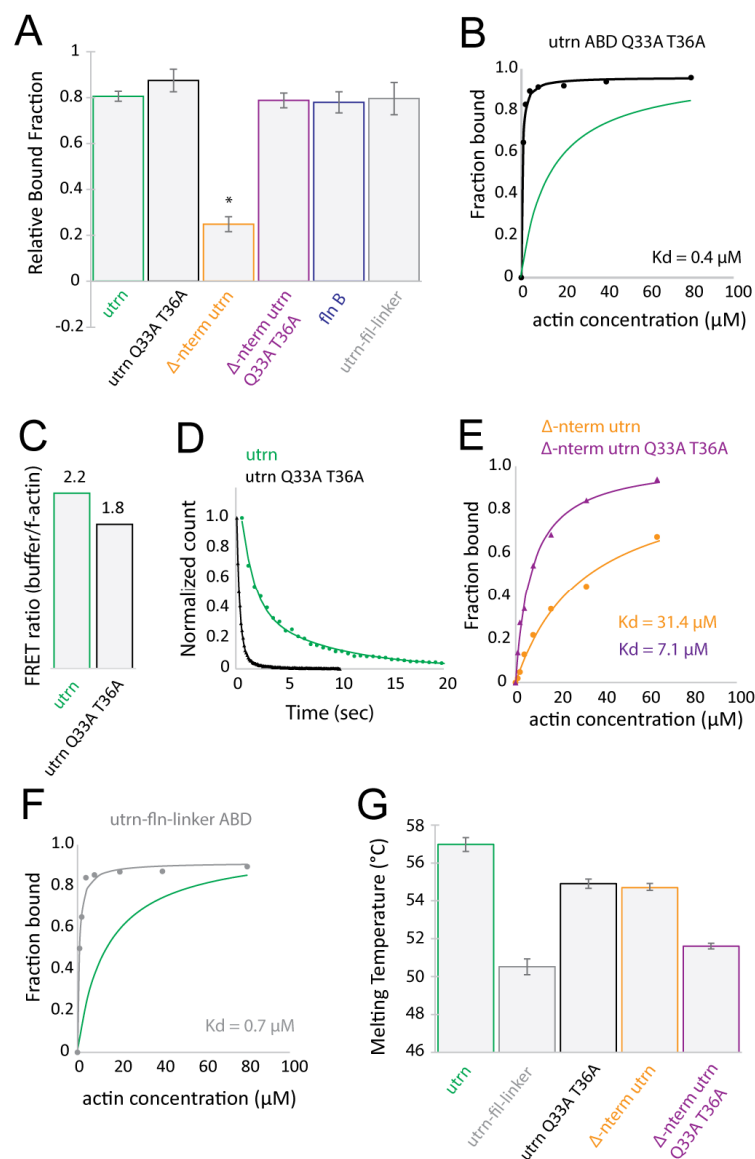 A
Relative Bound Fraction
1
0.8
0.6
0.4
0.2
0
-0.2
*
utrn
utrn Q33A T36A
Δ-nterm utrn
Δ-nterm utrn
Q33A T36A
fln B
utrn-fil-linker
B
utrn ABD Q33A T36A
Fraction bound
1.0
0.8
0.6
0.4
0.2
0
Kd = 0.4 μM
0 20 40 60 80 100
actin concentration (μM)
C
FRET ratio (buffer/f-actin)
2.2
1.8
utrn
utrn Q33A T36A
D
utrn
utrn Q33A T36A
Normalized count
1.0
0.8
0.6
0.4
0.2
0
0 5 10 15 20
Time (sec)
E
Δ-nterm utrn
Δ-nterm utrn Q33A T36A
Fraction bound
1.0
0.8
0.6
0.4
0.2
0
Kd = 31.4 μM
Kd = 7.1 μM
0 20 40 60 80 100
actin concentration (μM)
F
utrn-fln-linker ABD
Fraction bound
1.0
0.8
0.6
0.4
0.2
0
Kd = 0.7 μM
0 20 40 60 80 100
actin concentration (μM)
G
Melting Temperature (°C)
58
56
54
52
50
48
46
utrn
utrn-fil-linker
utrn Q33A T36A
Δ-nterm utrn
Δ-nterm utrn
Q33A T36A